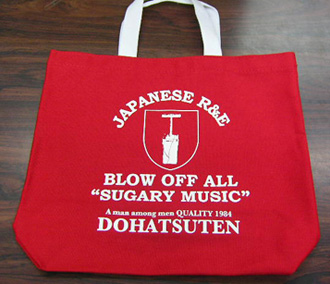 JAPANESE R&E
BLOW OFF ALL
“SUGARY MUSIC”
A man among men QUALITY 1984
DOHATSUTEN